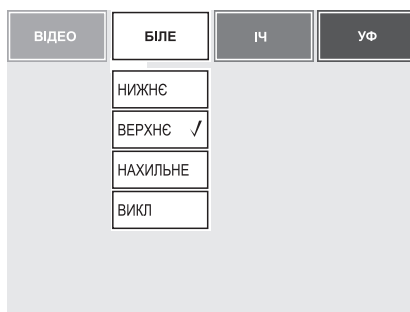 ВІДЕО БІЛЕ ІЧ УФ
НИЖНЄ
ВЕРХНЄ ✓
НАХИЛЬНЕ
ВИКЛ